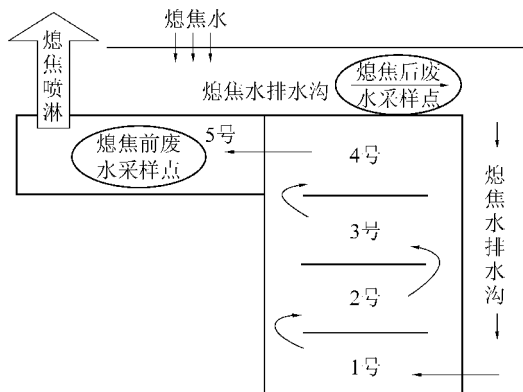 熄焦水
熄焦喷淋
熄焦水排水沟
熄焦后废
水采样点
熄焦前废
水采样点
5号
4号
3号
2号
1号
熄焦水排水沟